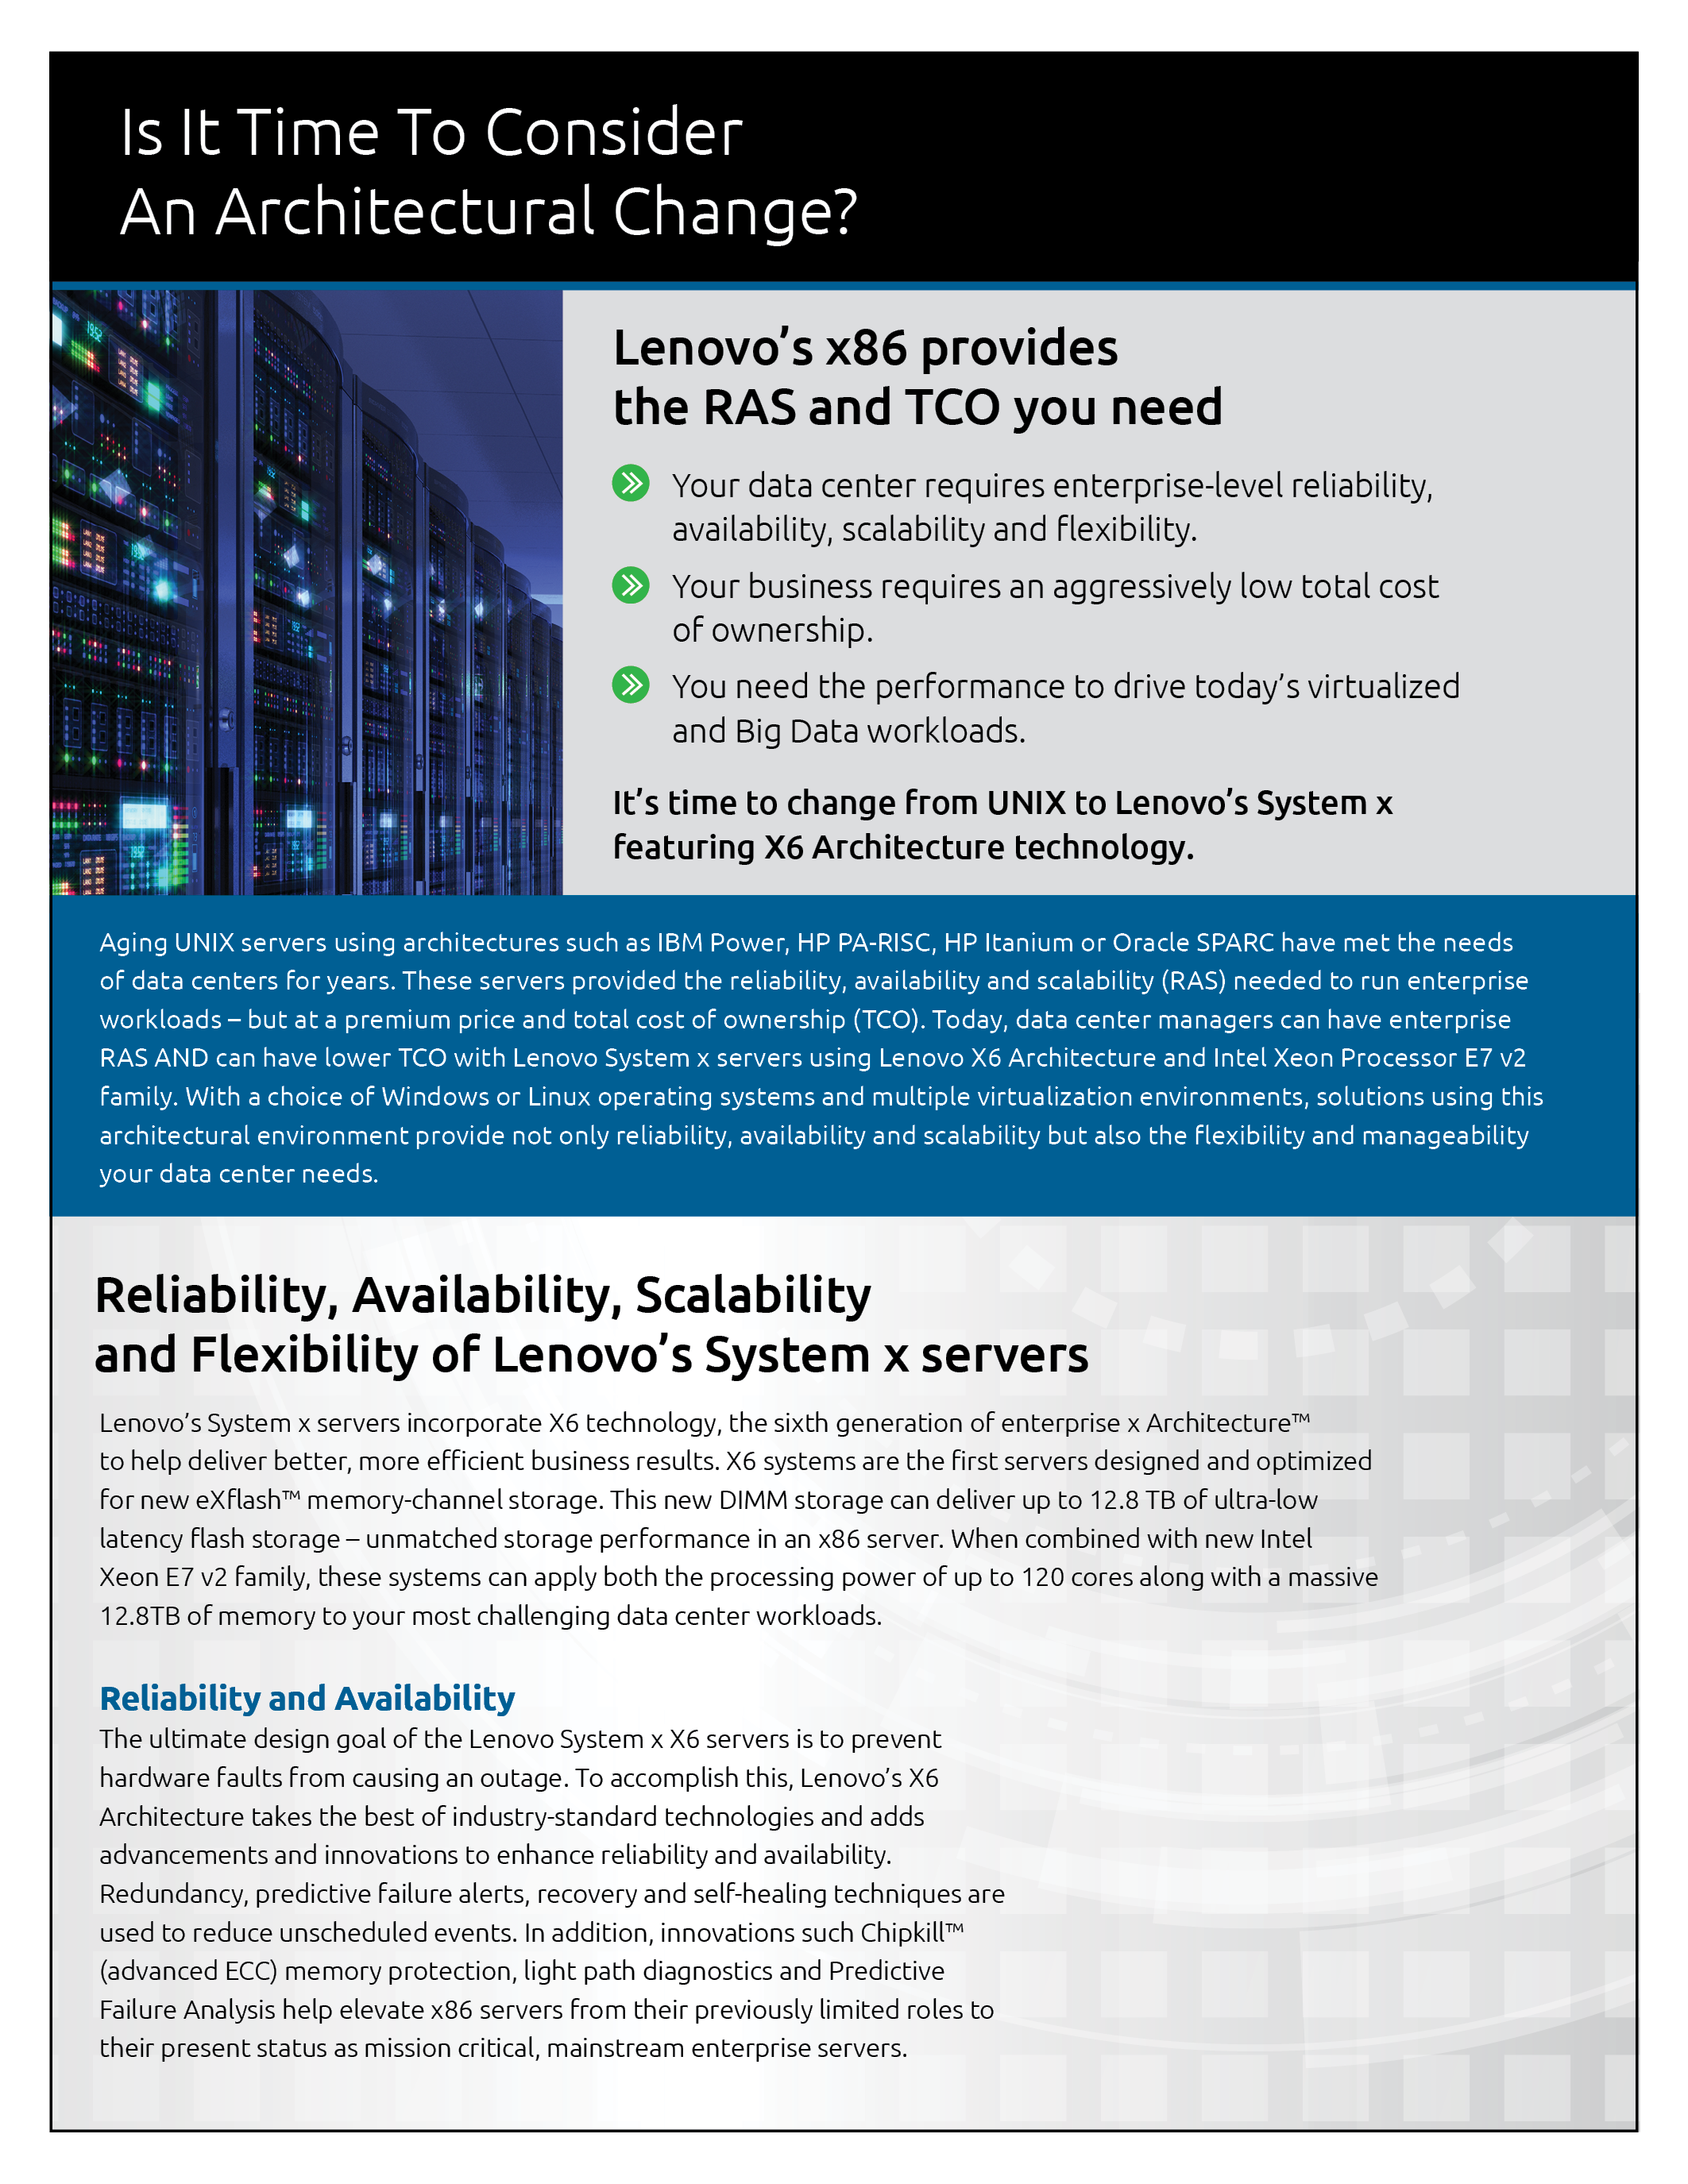 Is It Time To Consider
An Architectural Change?
Lenovo’s x86 provides
the RAS and TCO you need
Your data center requires enterprise-level reliability,
availability, scalability and flexibility.
Your business requires an aggressively low total cost
of ownership.
You need the performance to drive today’s virtualized
and Big Data workloads.
It’s time to change from UNIX to Lenovo’s System x
featuring X6 Architecture technology.
Aging UNIX servers using architectures such as IBM Power, HP PA-RISC, HP Itanium or Oracle SPARC have met the needs
of data centers for years. These servers provided the reliability, availability and scalability (RAS) needed to run enterprise
workloads – but at a premium price and total cost of ownership (TCO). Today, data center managers can have enterprise
RAS AND can have lower TCO with Lenovo System x servers using Lenovo X6 Architecture and Intel Xeon Processor E7 v2
family. With a choice of Windows or Linux operating systems and multiple virtualization environments, solutions using this
architectural environment provide not only reliability, availability and scalability but also the flexibility and manageability
your data center needs.
Reliability, Availability, Scalability
and Flexibility of Lenovo’s System x servers
Lenovo’s System x servers incorporate X6 technology, the sixth generation of enterprise x Architecture™
to help deliver better, more efficient business results. X6 systems are the first servers designed and optimized
for new eXflash™ memory-channel storage. This new DIMM storage can deliver up to 12.8 TB of ultra-low
latency flash storage – unmatched storage performance in an x86 server. When combined with new Intel
Xeon E7 v2 family, these systems can apply both the processing power of up to 120 cores along with a massive
12.8TB of memory to your most challenging data center workloads.
Reliability and Availability
The ultimate design goal of the Lenovo System x X6 servers is to prevent
hardware faults from causing an outage. To accomplish this, Lenovo’s X6
Architecture takes the best of industry-standard technologies and adds
advancements and innovations to enhance reliability and availability.
Redundancy, predictive failure alerts, recovery and self-healing techniques are
used to reduce unscheduled events. In addition, innovations such Chipkill™
(advanced ECC) memory protection, light path diagnostics and Predictive
Failure Analysis help elevate x86 servers from their previously limited roles to
their present status as mission critical, mainstream enterprise servers.